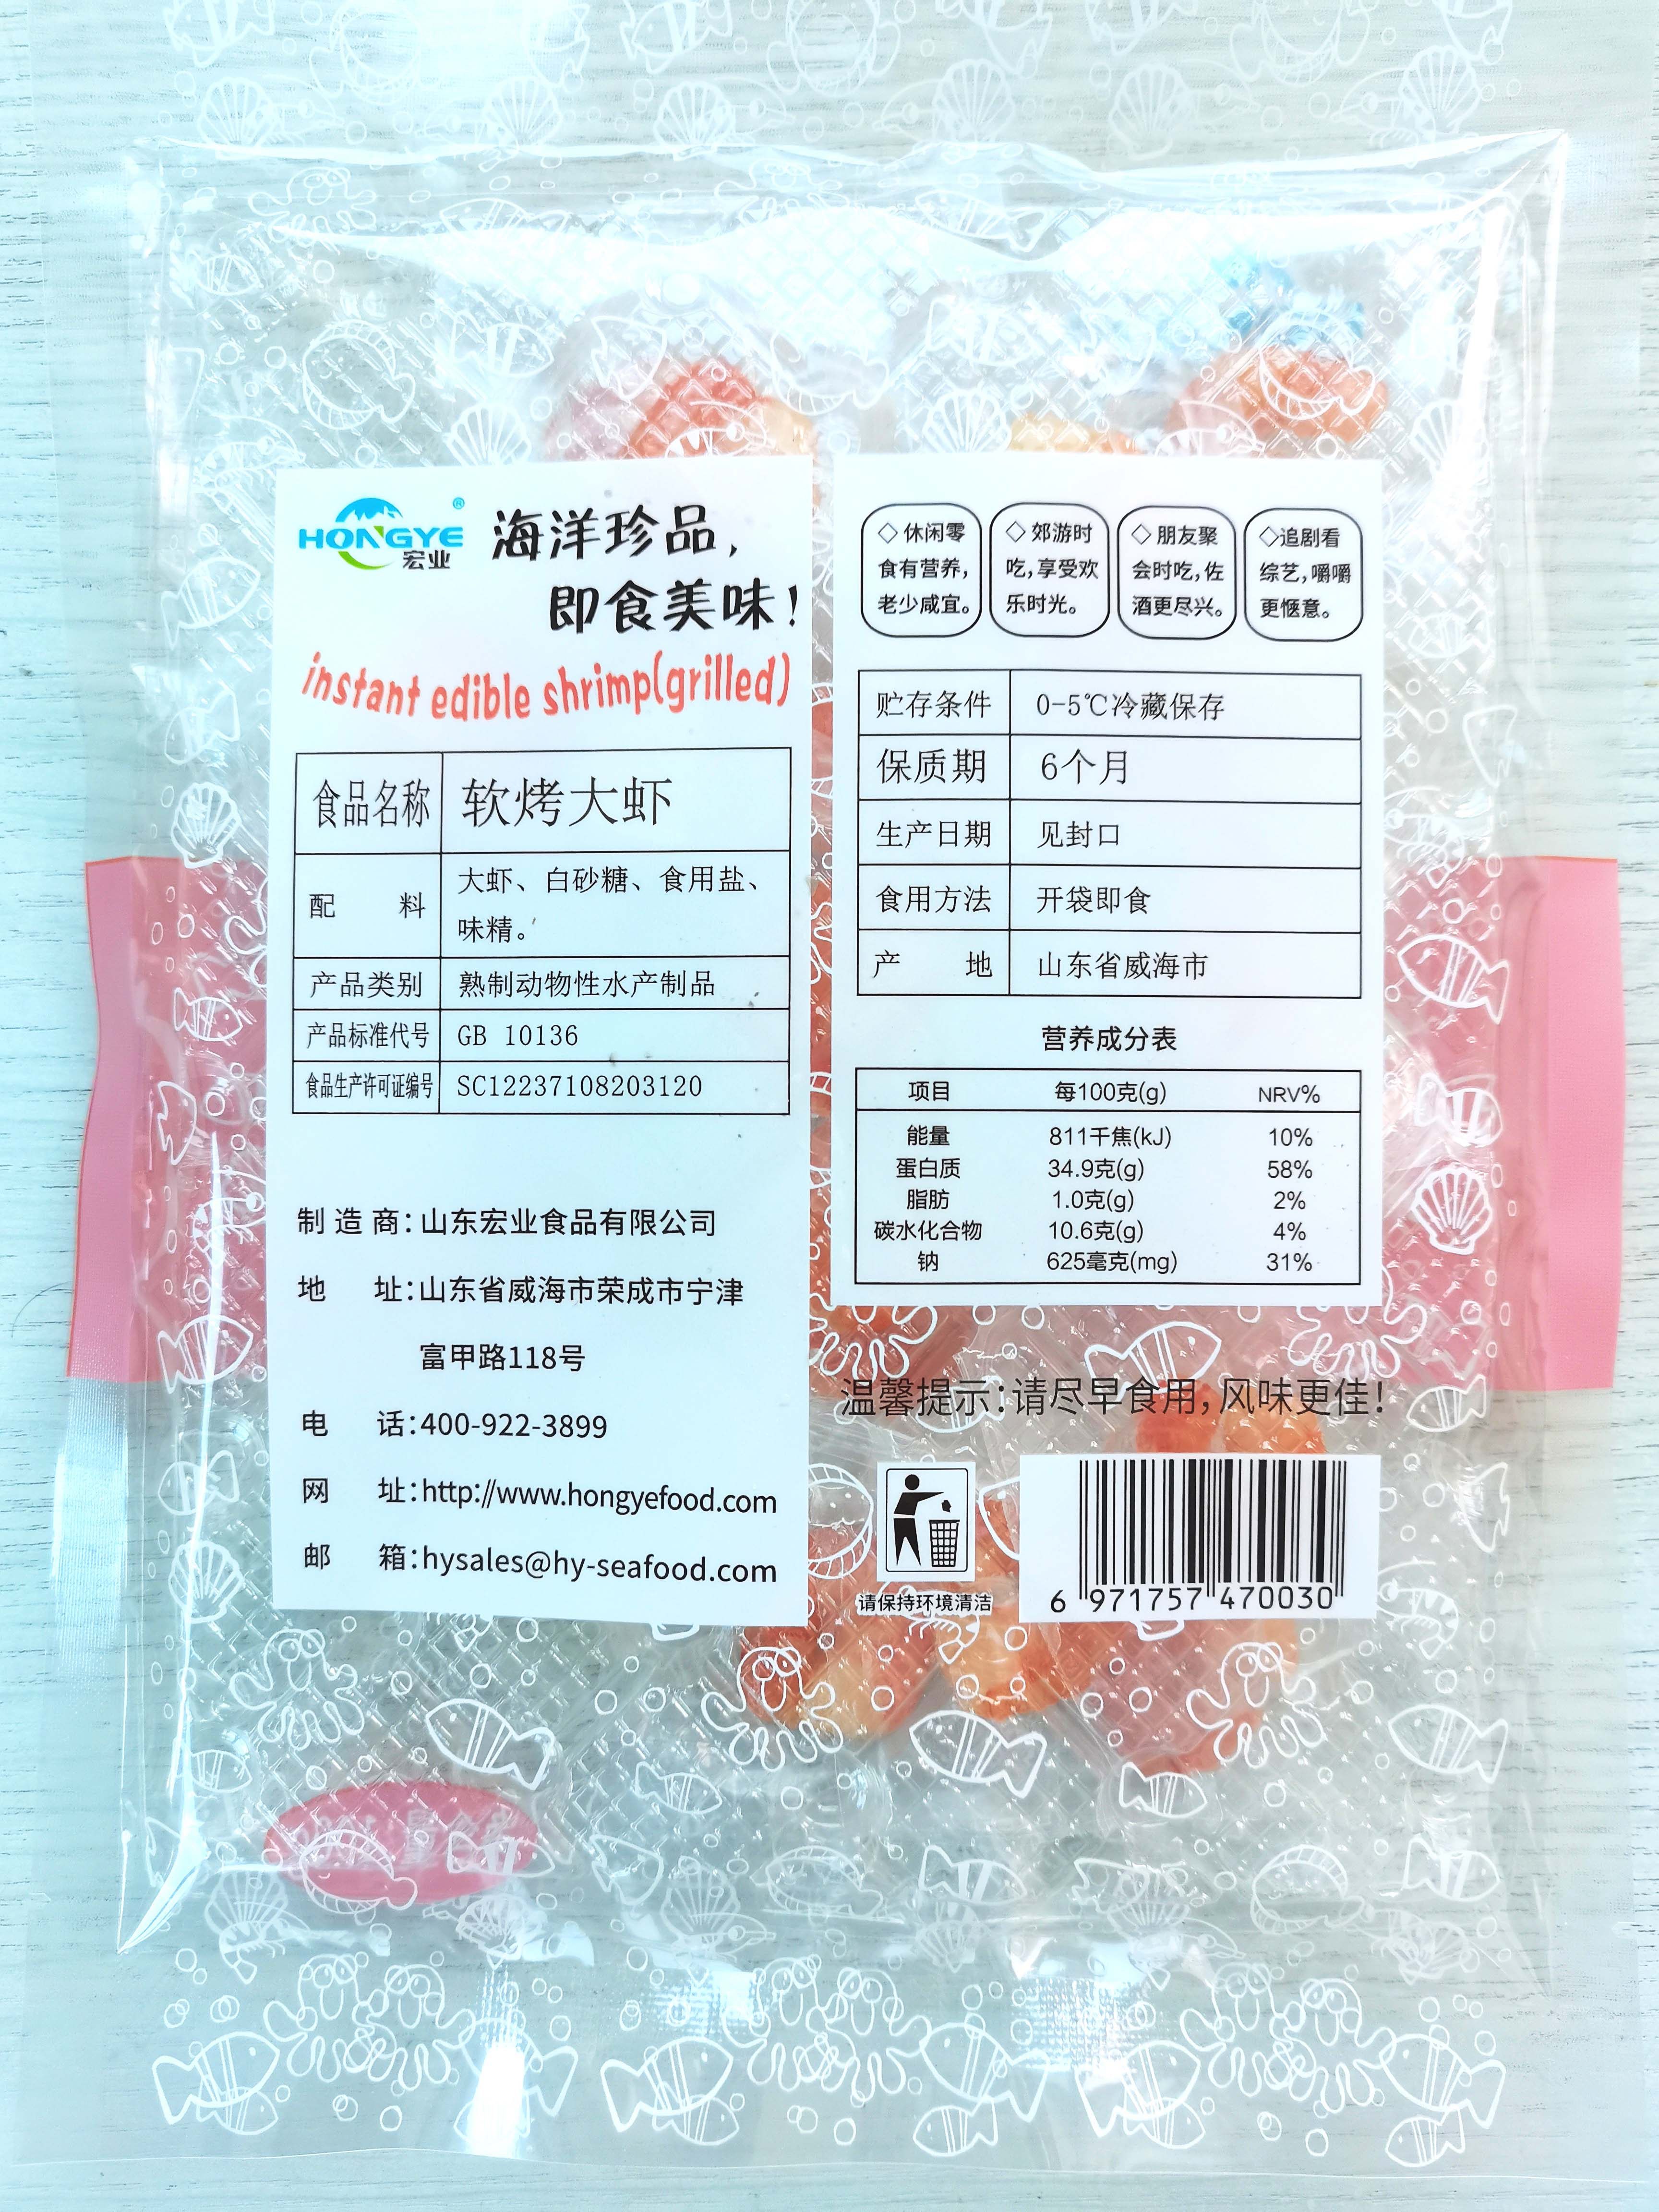 HONGYE®
宏业
海洋珍品，
即食美味！
instant edible shrimp(grilled)
食品名称 软烤大虾
配料 大虾、白砂糖、食用盐、
味精。
产品类别 熟制动物性水产制品
产品标准代号 GB 10136
食品生产许可证编号 SC12237108203120
制造商：山东宏业食品有限公司
地址：山东省威海市荣成市宁津
富甲路118号
电话：400-922-3899
网址：http://www.hongyefood.com
邮箱：hysales@hy-seafood.com
◇休闲零
食有营养，
老少咸宜。
◇郊游时
吃，享受欢
乐时光。
◇朋友聚
会时吃，佐
酒更尽兴。
◇追剧看
综艺，嚼嚼
更惬意。
贮存条件 0-5℃冷藏保存
保质期 6个月
生产日期 见封口
食用方法 开袋即食
产地 山东省威海市
营养成分表
项目 每100克(g) NRV%
能量 811千焦(kJ) 10%
蛋白质 34.9克(g) 58%
脂肪 1.0克(g) 2%
碳水化合物 10.6克(g) 4%
钠 625毫克(mg) 31%
温馨提示：请尽早食用，风味更佳！
请保持环境清洁
6 971757 470030